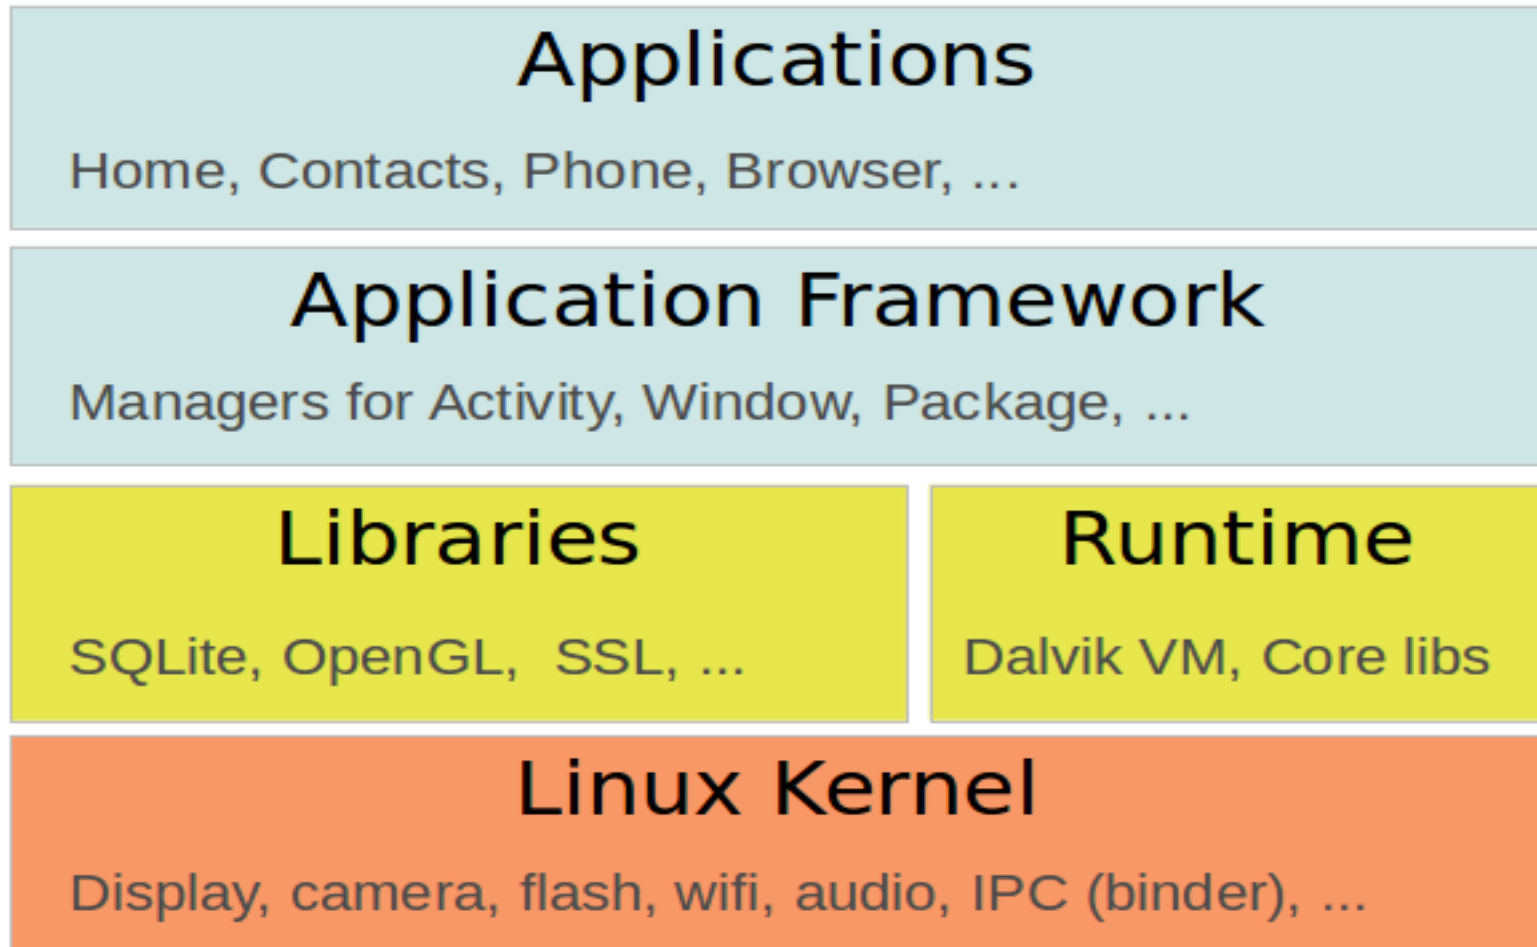 Applications
Home, Contacts, Phone, Browser, ...
Application Framework
Managers for Activity, Window, Package, ...
Libraries
SQLite, OpenGL,  SSL, ...
Runtime
Dalvik VM, Core libs
Linux Kernel
Display, camera, flash, wifi, audio, IPC (binder), ...